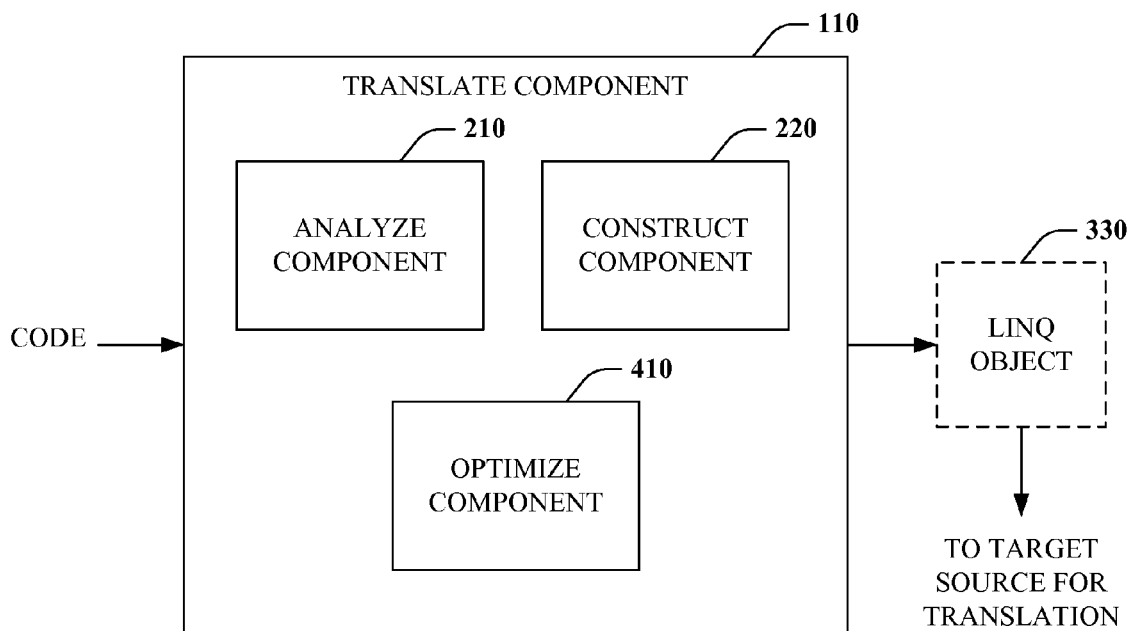 110
TRANSLATE COMPONENT
210
220
ANALYZE
COMPONENT
CONSTRUCT
COMPONENT
330
CODE
LINQ
OBJECT
410
OPTIMIZE
COMPONENT
TO TARGET
SOURCE FOR
TRANSLATION